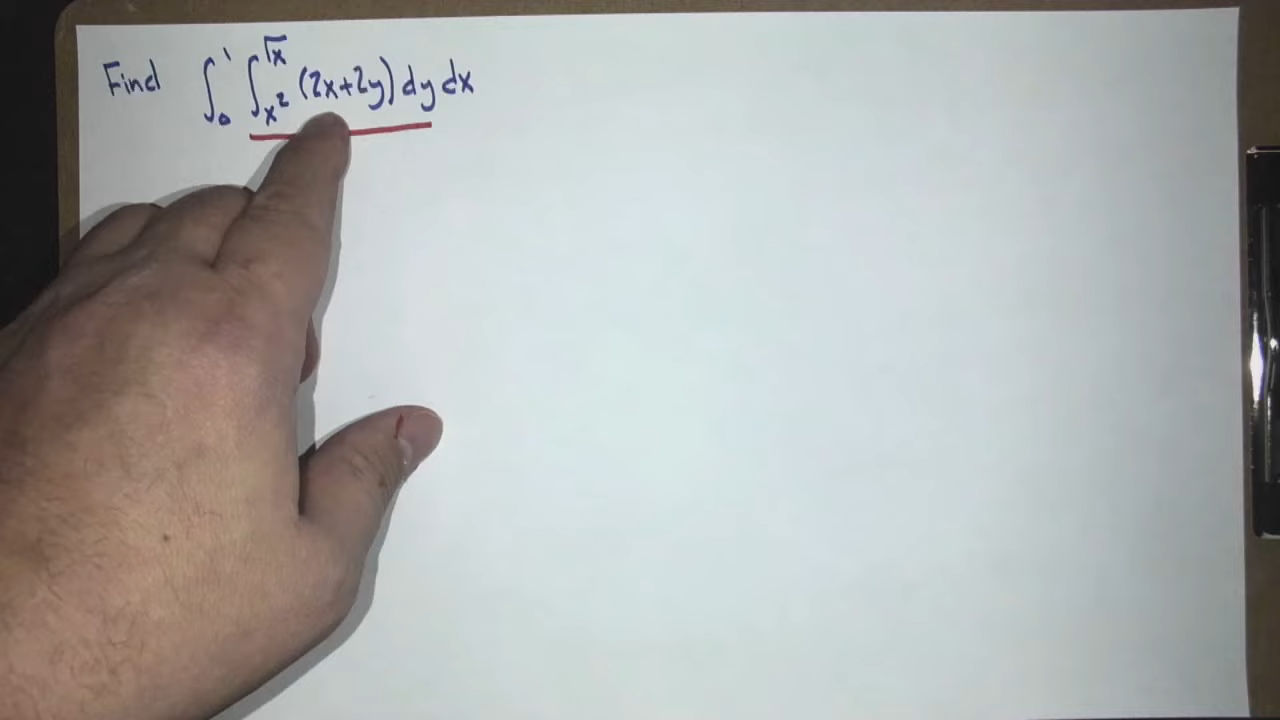 Find ∫₀¹ ∫_{x²}^{√x} (2x+2y) dy dx